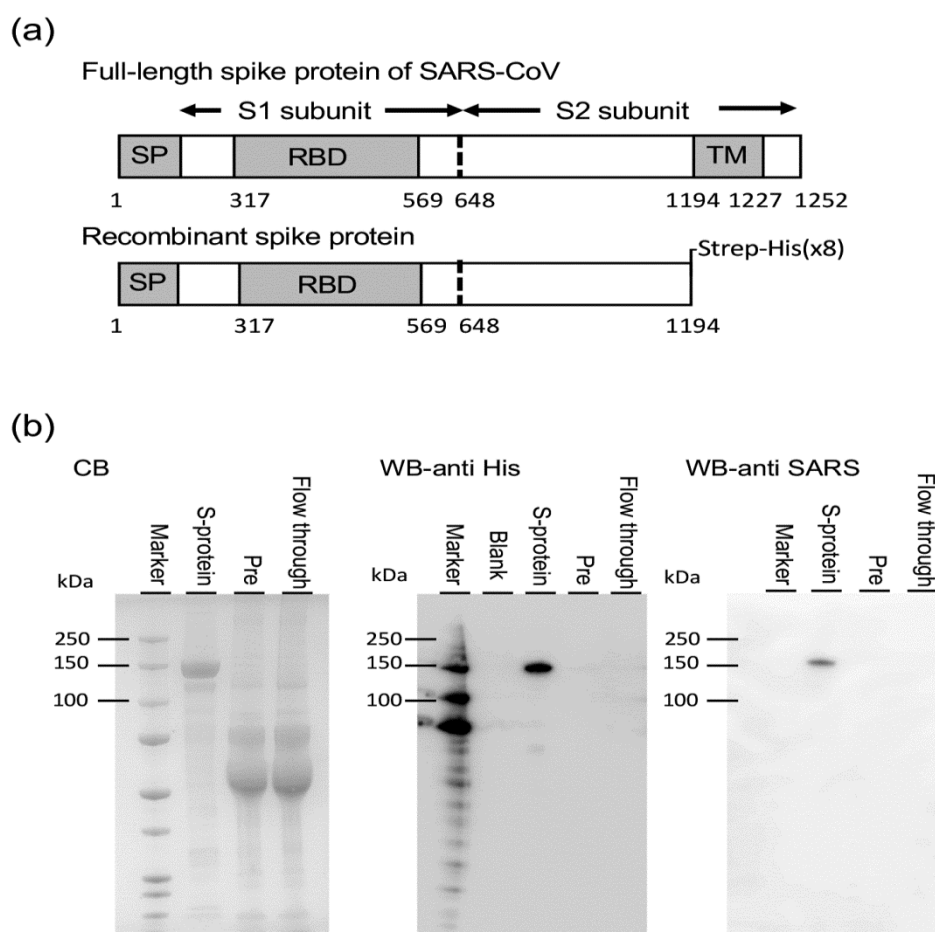 (a)
Full-length spike protein of SARS-CoV
S1 subunit S2 subunit
SP RBD TM
1 317 569 648 1194 1227 1252
Recombinant spike protein
Strep-His(x8)
SP RBD
1 317 569 648 1194
(b)
CB
kDa
Marker
S-protein
Pre
Flow through
250
150
100
WB-anti His
kDa
Marker
Blank
S-protein
Pre
Flow through
250
150
100
WB-anti SARS
kDa
Marker
S-protein
Pre
Flow through
250
150
100